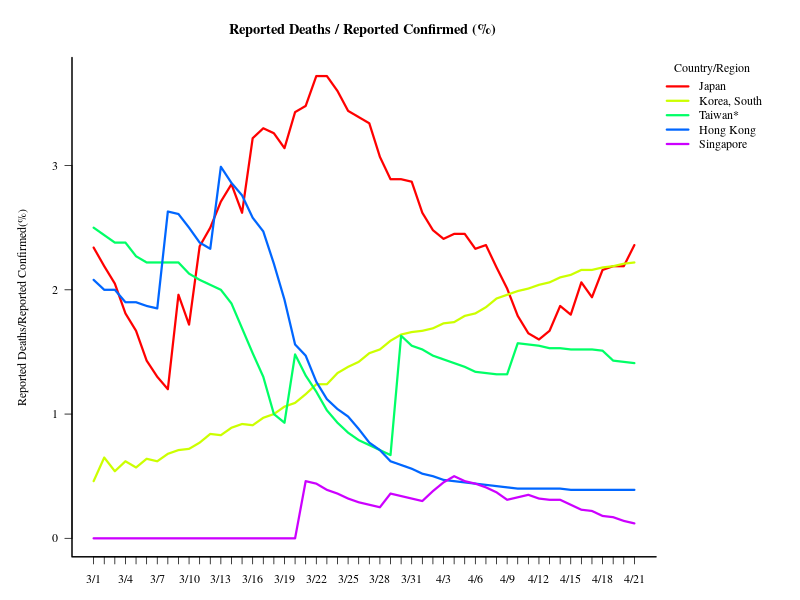 Reported Deaths / Reported Confirmed (%)
Country/Region
Japan
Korea, South
Taiwan*
Hong Kong
Singapore
Reported Deaths/Reported Confirmed(%)
3
2
1
0
3/1 3/4 3/7 3/10 3/13 3/16 3/19 3/22 3/25 3/28 3/31 4/3 4/6 4/9 4/12 4/15 4/18 4/21